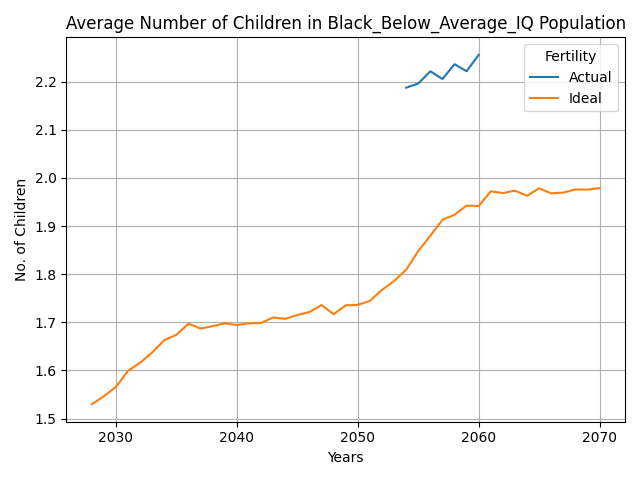 Average Number of Children in Black_Below_Average_IQ Population
Fertility
Actual
Ideal
2.2
2.1
2.0
1.9
1.8
1.7
1.6
1.5
No. of Children
2030 2040 2050 2060 2070
Years